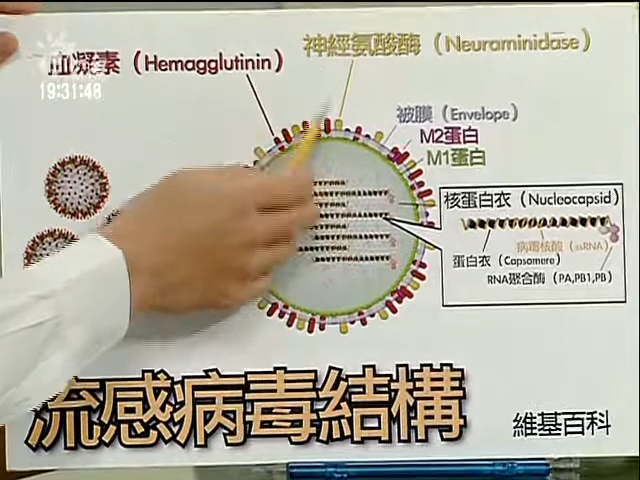 血凝素（Hemagglutinin）
神經氨酸酶（Neuraminidase）
19:31:48
被膜（Envelope）
M2蛋白
M1蛋白
核蛋白衣（Nucleocapsid）
病毒核酸（ssRNA）
蛋白衣（Capsomere）
RNA聚合酶（PA,PB1,PB）
流感病毒結構
維基百科